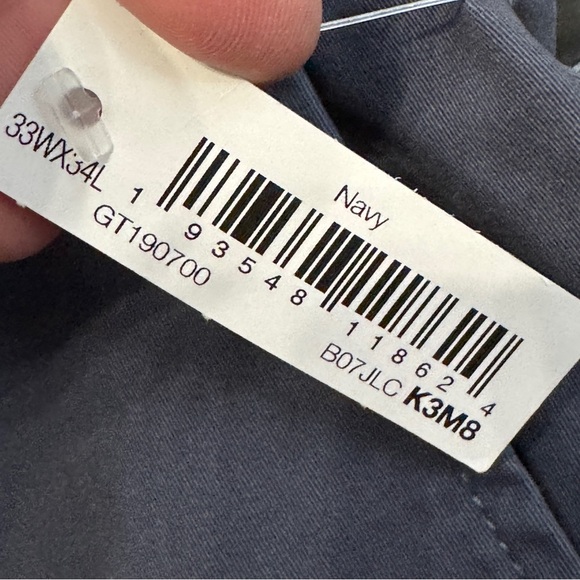 33WX34L
Navy
1 93548 11862 4
GT190700
B07JLC K3M8